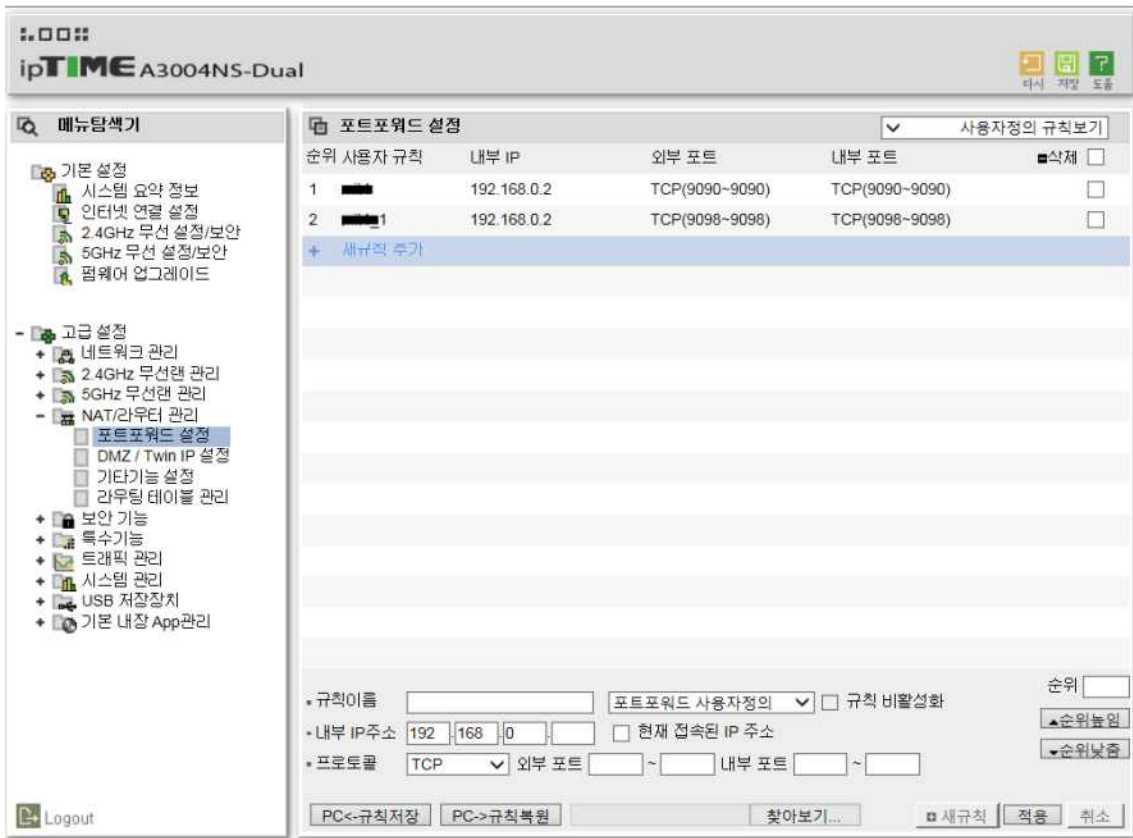 ipTIME A3004NS-Dual
다시 저장 도움
메뉴탐색기
기본 설정
시스템 요약 정보
인터넷 연결 설정
2.4GHz 무선 설정/보안
5GHz 무선 설정/보안
펌웨어 업그레이드
고급 설정
네트워크 관리
2.4GHz 무선랜 관리
5GHz 무선랜 관리
NAT/라우터 관리
포트포워드 설정
DMZ / Twin IP 설정
기타기능 설정
라우팅 테이블 관리
보안 기능
특수기능
트래픽 관리
시스템 관리
USB 저장장치
기본 내장 App관리
Logout
포트포워드 설정 사용자정의 규칙보기
순위 사용자 규칙 내부 IP 외부 포트 내부 포트 삭제
1 192.168.0.2 TCP(9090~9090) TCP(9090~9090)
2 _1 192.168.0.2 TCP(9098~9098) TCP(9098~9098)
+ 새규칙 추가
순위
규칙이름 포트포워드 사용자정의 규칙 비활성화
▲순위높임
내부 IP주소 192 .168 .0 . 현재 접속된 IP 주소
▼순위낮춤
프로토콜 TCP 외부 포트 ~ 내부 포트 ~
PC<-규칙저장 PC->규칙복원 찾아보기... 새규칙 적용 취소